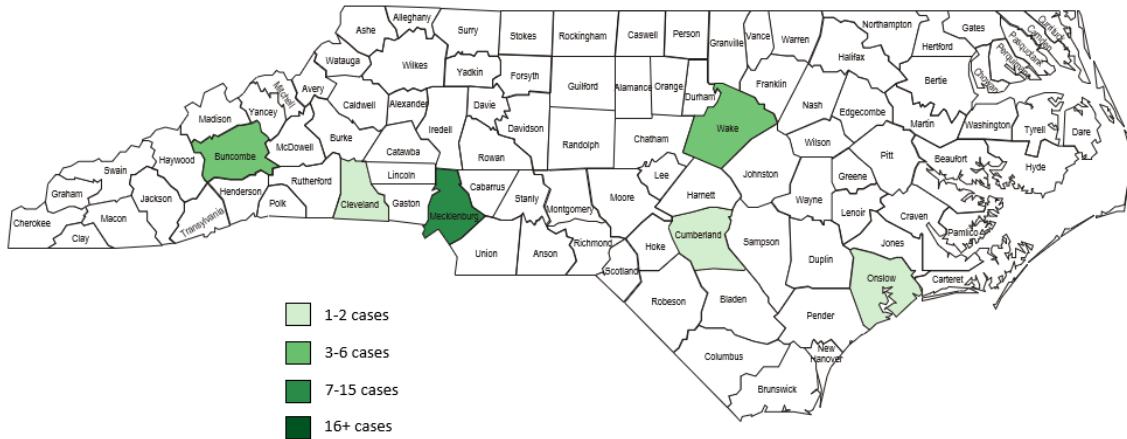 Ashe
Alleghany
Surry
Stokes
Rockingham
Caswell
Person
Granville
Vance
Warren
Northampton
Gates
Currituck
Camden
Pasquotank
Perquimans
Chowan
Hertford
Halifax
Bertie
Watauga
Wilkes
Yadkin
Forsyth
Guilford
Alamance
Orange
Durham
Franklin
Nash
Edgecombe
Martin
Washington
Tyrell
Dare
Mitchell
Avery
Caldwell
Alexander
Davie
Iredell
Davidson
Randolph
Chatham
Wake
Wilson
Pitt
Beaufort
Hyde
Madison
Yancey
Burke
McDowell
Catawba
Rowan
Buncombe
Haywood
Swain
Graham
Cherokee
Clay
Macon
Jackson
Transylvania
Henderson
Polk
Rutherford
Cleveland
Lincoln
Gaston
Mecklenburg
Cabarrus
Stanly
Montgomery
Moore
Lee
Harnett
Johnston
Greene
Wayne
Lenoir
Craven
Pamlico
Union
Anson
Richmond
Scotland
Hoke
Cumberland
Sampson
Duplin
Jones
Onslow
Carteret
Robeson
Bladen
Pender
Columbus
New
Hanover
Brunswick
1-2 cases
3-6 cases
7-15 cases
16+ cases